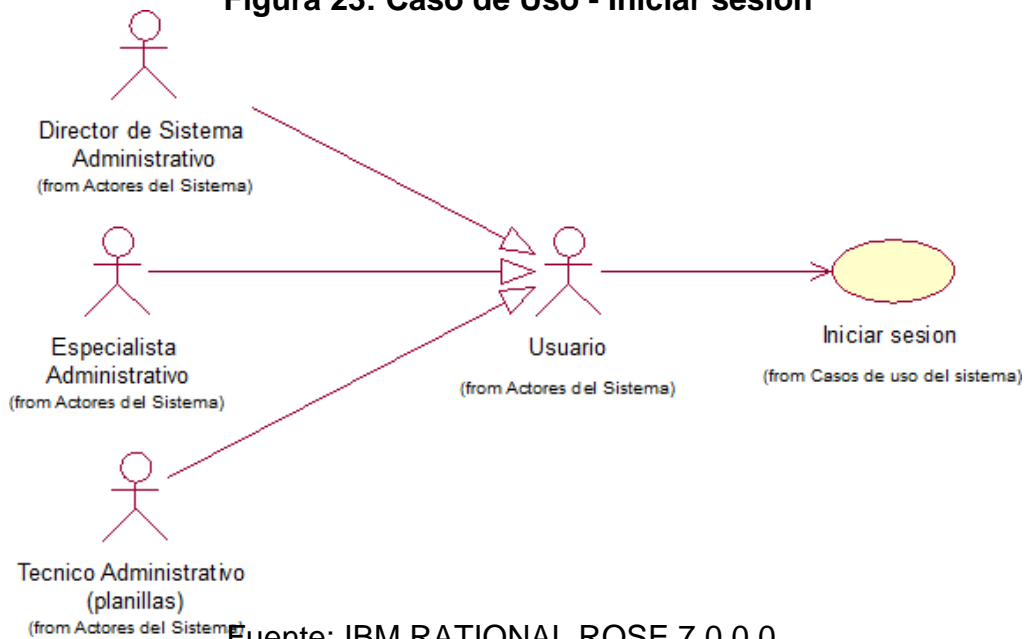 Figura 23: Caso de Uso - Iniciar sesión
Director de Sistema
Administrativo
(from Actores del Sistema)
Especialista
Administrativo
(from Actores del Sistema)
Usuario
(from Actores del Sistema)
Iniciar sesion
(from Casos de uso del sistema)
Tecnico Administrativo
(planillas)
(from Actores del Sistema)
Fuente: IBM RATIONAL ROSE 7.0.0.0